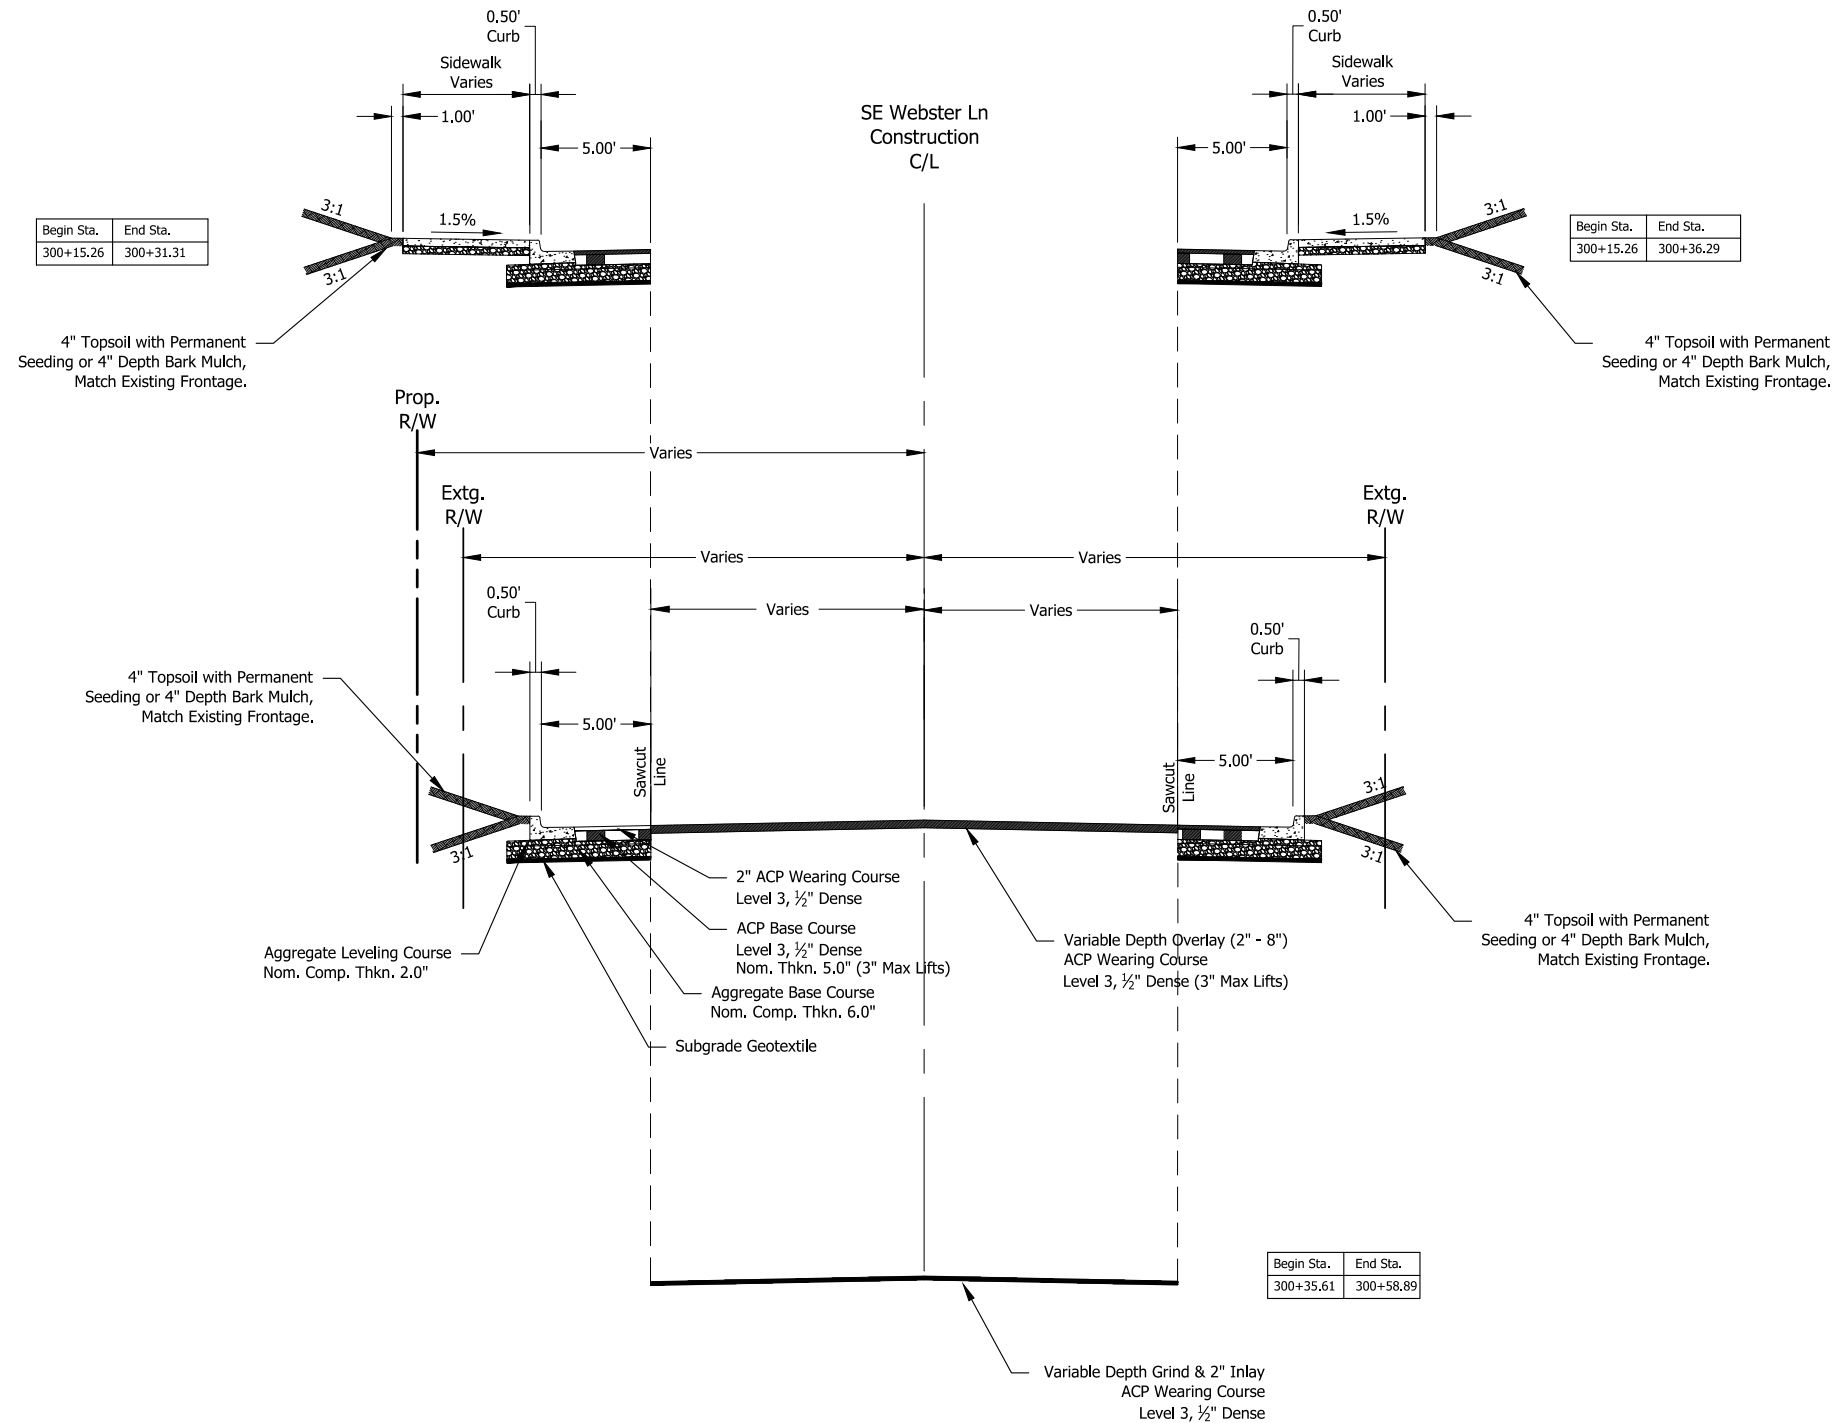 0.50'
Curb
Sidewalk
Varies
1.00'
5.00'
SE Webster Ln
Construction
C/L
0.50'
Curb
Sidewalk
Varies
1.00'
5.00'
3:1
1.5%
3:1
Begin Sta. End Sta.
300+15.26 300+31.31
1.5%
3:1
3:1
Begin Sta. End Sta.
300+15.26 300+36.29
4" Topsoil with Permanent
Seeding or 4" Depth Bark Mulch,
Match Existing Frontage.
4" Topsoil with Permanent
Seeding or 4" Depth Bark Mulch,
Match Existing Frontage.
Prop.
R/W
Varies
Extg.
R/W
Extg.
R/W
Varies
Varies
0.50'
Curb
Varies
Varies
0.50'
Curb
4" Topsoil with Permanent
Seeding or 4" Depth Bark Mulch,
Match Existing Frontage.
5.00'
Sawcut
Line
Sawcut
Line
5.00'
3:1
3:1
3:1
2" ACP Wearing Course
Level 3, ½" Dense
ACP Base Course
Level 3, ½" Dense
Nom. Thkn. 5.0" (3" Max Lifts)
Aggregate Leveling Course
Nom. Comp. Thkn. 2.0"
Aggregate Base Course
Nom. Comp. Thkn. 6.0"
Subgrade Geotextile
Variable Depth Overlay (2" - 8")
ACP Wearing Course
Level 3, ½" Dense (3" Max Lifts)
4" Topsoil with Permanent
Seeding or 4" Depth Bark Mulch,
Match Existing Frontage.
Begin Sta. End Sta.
300+35.61 300+58.89
Variable Depth Grind & 2" Inlay
ACP Wearing Course
Level 3, ½" Dense